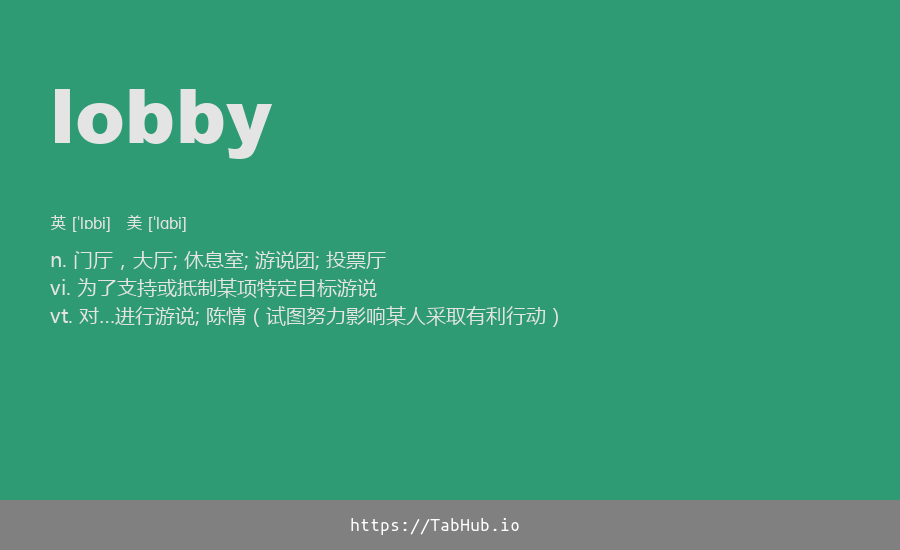 lobby
英 [ˈlɒbi] 美 [ˈlɑbi]
n. 门厅，大厅; 休息室; 游说团; 投票厅
vi. 为了支持或抵制某项特定目标游说
vt. 对…进行游说; 陈情（试图努力影响某人采取有利行动）
https://TabHub.io